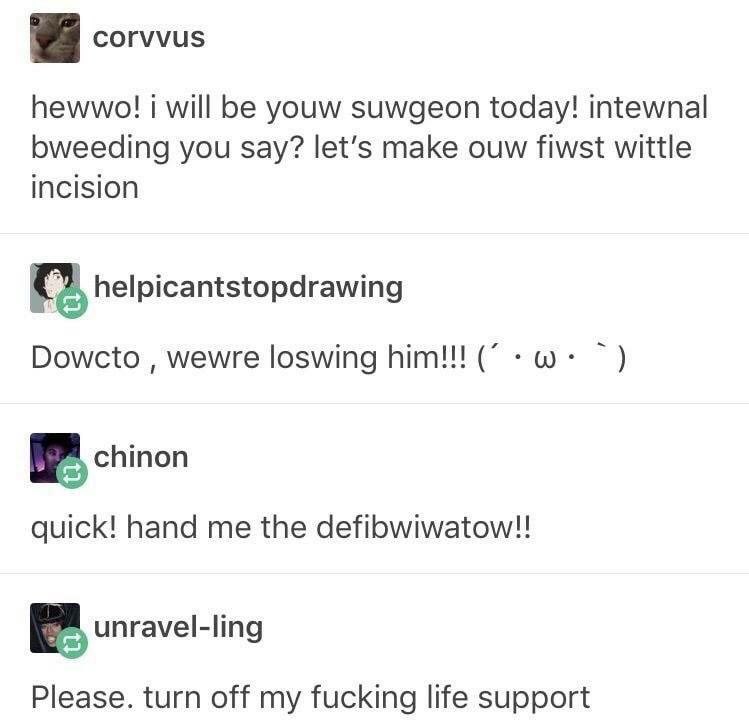 corvvus
hewwo! i will be youw suwgeon today! intewnal
bweeding you say? let's make ouw fiwst wittle
incision
helpicantstopdrawing
Dowcto , wewre loswing him!!! (´・ω・｀)
chinon
quick! hand me the defibwiwatow!!
unravel-ling
Please. turn off my fucking life support